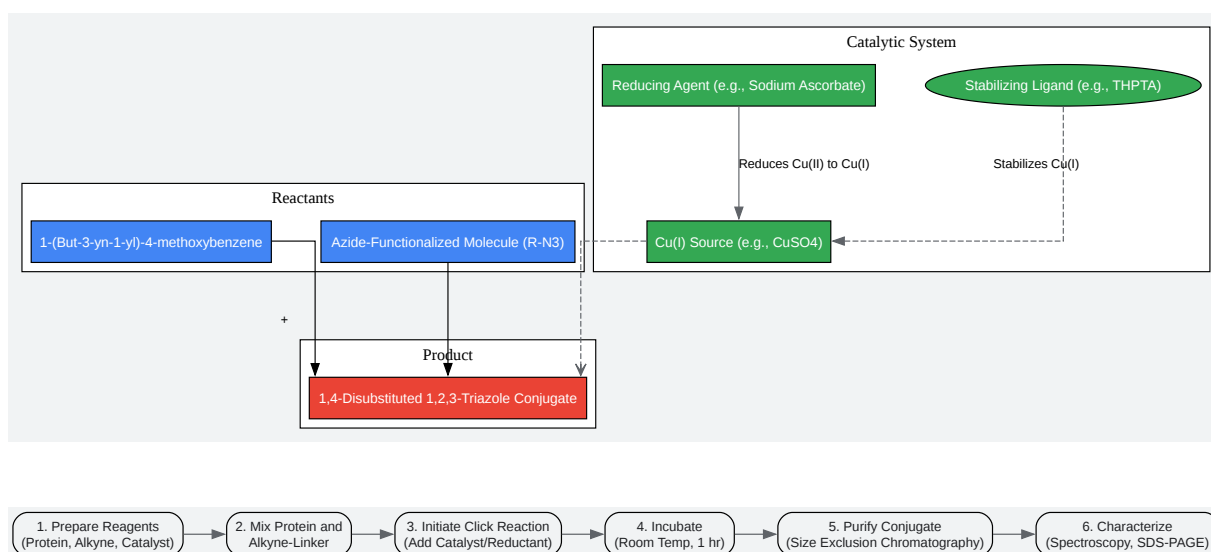 Catalytic System
Reducing Agent (e.g., Sodium Ascorbate)
Stabilizing Ligand (e.g., THPTA)
Reduces Cu(II) to Cu(I)
Stabilizes Cu(I)
Reactants
1-(But-3-yn-1-yl)-4-methoxybenzene
Azide-Functionalized Molecule (R-N3)
Cu(I) Source (e.g., CuSO4)
+
Product
1,4-Disubstituted 1,2,3-Triazole Conjugate
1. Prepare Reagents
(Protein, Alkyne, Catalyst)
2. Mix Protein and
Alkyne-Linker
3. Initiate Click Reaction
(Add Catalyst/Reductant)
4. Incubate
(Room Temp, 1 hr)
5. Purify Conjugate
(Size Exclusion Chromatography)
6. Characterize
(Spectroscopy, SDS-PAGE)